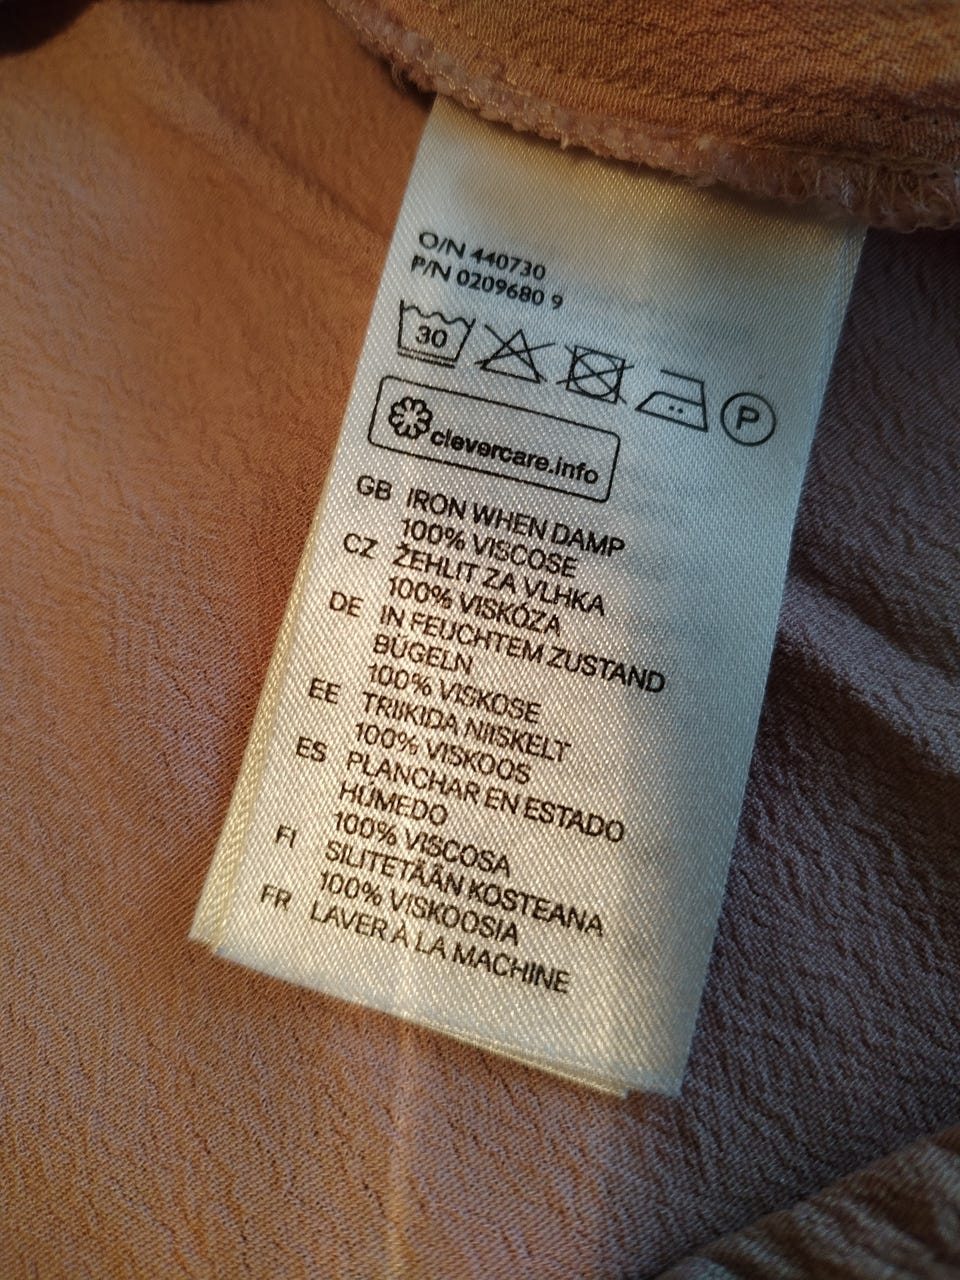 O/N 440730
P/N 0209680 9
30 P
clevercare.info
GB IRON WHEN DAMP
100% VISCOSE
CZ ŽEHLIT ZA VLHKA
100% VISKÓZA
DE IN FEUCHTEM ZUSTAND
BÜGELN
100% VISKOSE
EE TRIIKIDA NIISKELT
100% VISKOOS
ES PLANCHAR EN ESTADO
HÚMEDO
100% VISCOSA
FI SILITETÄÄN KOSTEANA
100% VISKOOSIA
FR LAVER À LA MACHINE